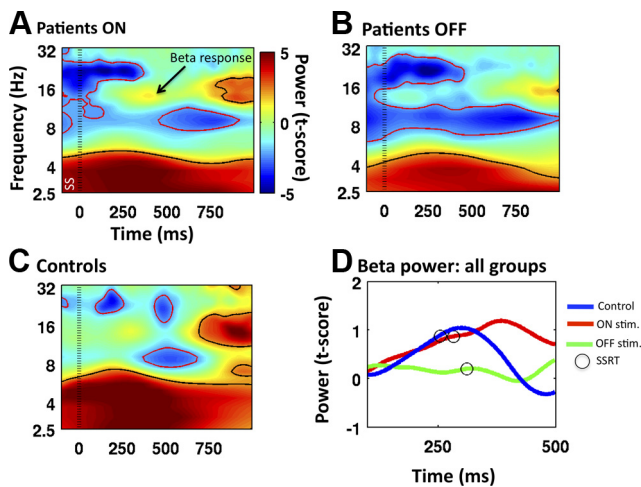 A Patients ON
32
16
8
4
2.5
Frequency (Hz)
Beta response
SS
0 250 500 750
Time (ms)
5
0
-5
Power (t-score)
B Patients OFF
32
16
8
4
2.5
0 250 500 750
C Controls
32
16
8
4
2.5
0 250 500 750
D Beta power: all groups
2
1
0
-1
Power (t-score)
250 500
Time (ms)
Control
ON stim.
OFF stim.
SSRT